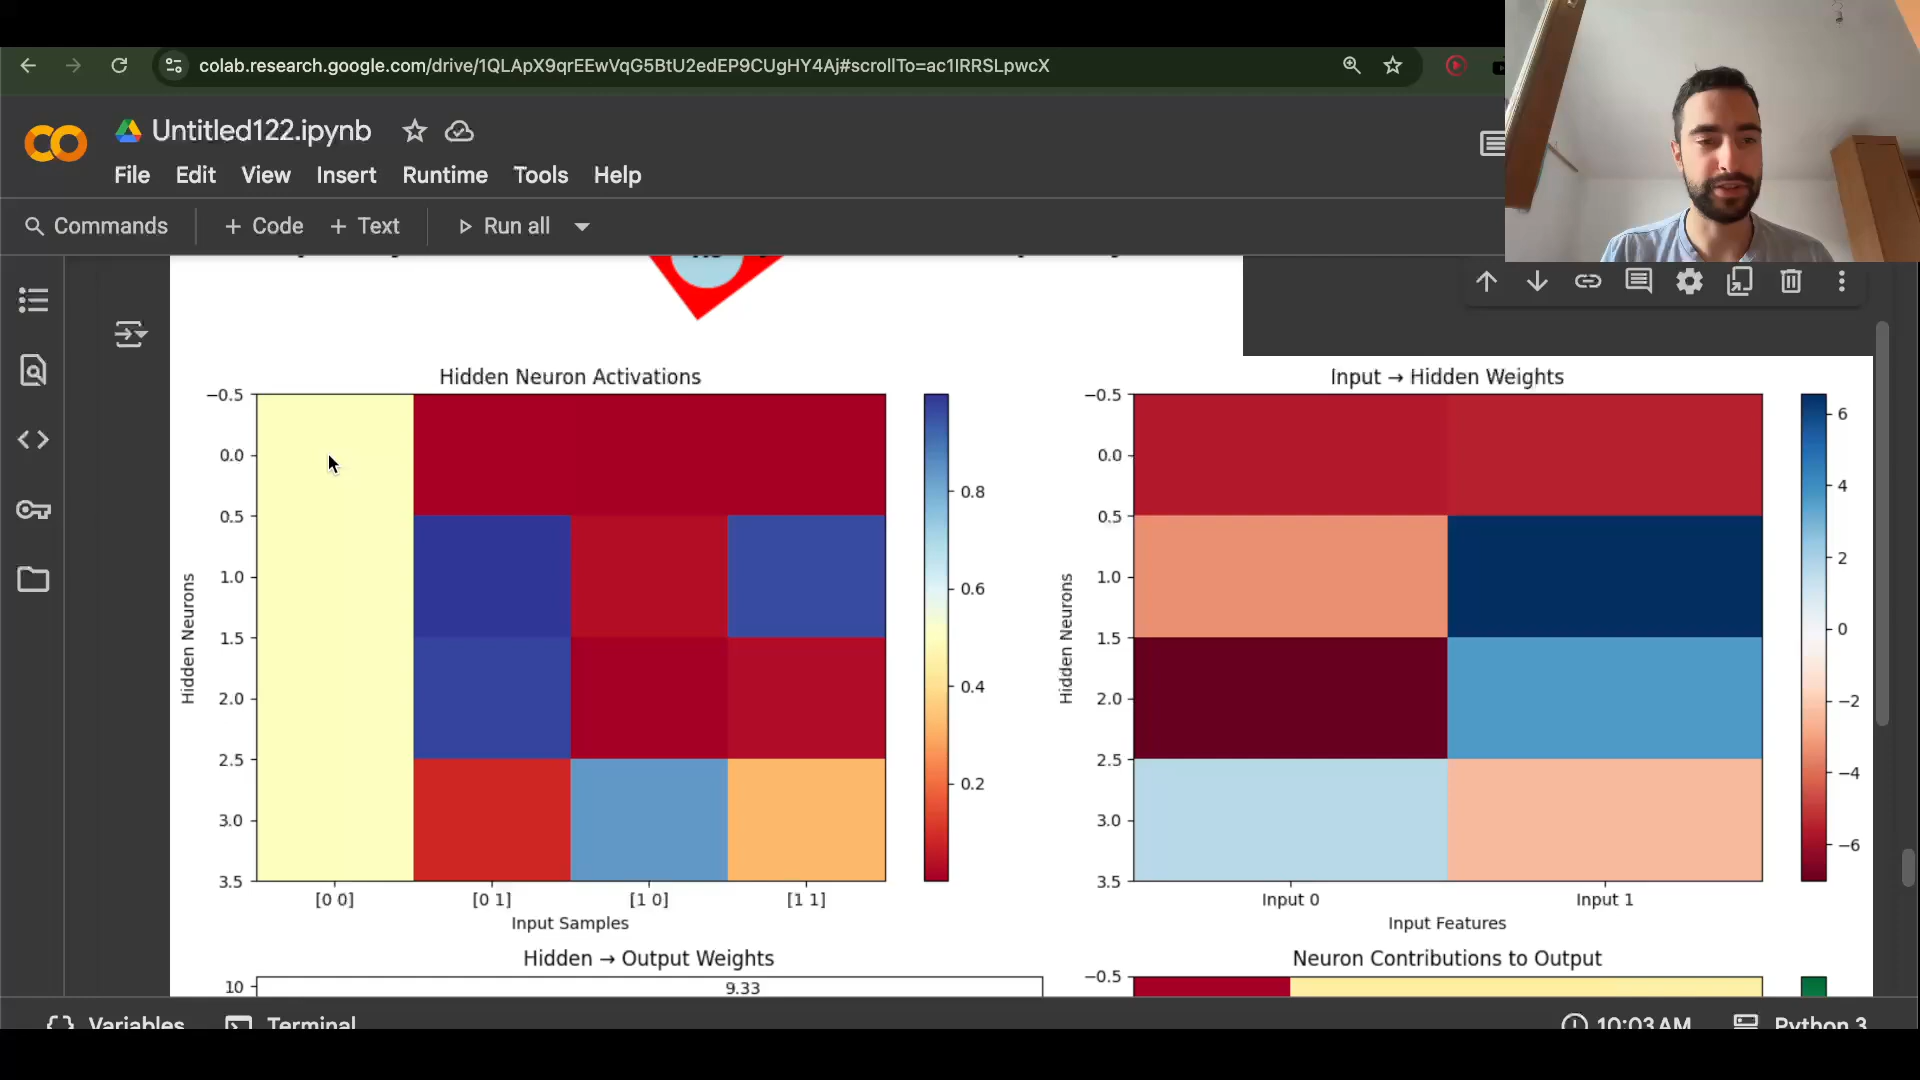 colab.research.google.com/drive/1QLApX9qrEEwVqG5BtU2edEP9CUgHY4Aj#scrollTo=ac1IRRSLpwcX
Untitled122.ipynb
File Edit View Insert Runtime Tools Help
Commands + Code + Text Run all
Hidden Neuron Activations
−0.5
0.0
0.5
1.0
1.5
2.0
2.5
3.0
3.5
Hidden Neurons
[0 0] [0 1] [1 0] [1 1]
Input Samples
0.8
0.6
0.4
0.2
Input → Hidden Weights
−0.5
0.0
0.5
1.0
1.5
2.0
2.5
3.0
3.5
Hidden Neurons
Input 0 Input 1
Input Features
6
4
2
0
−2
−4
−6
Hidden → Output Weights
10
9.33
Neuron Contributions to Output
−0.5
Variables Terminal 10:03 AM Python 3